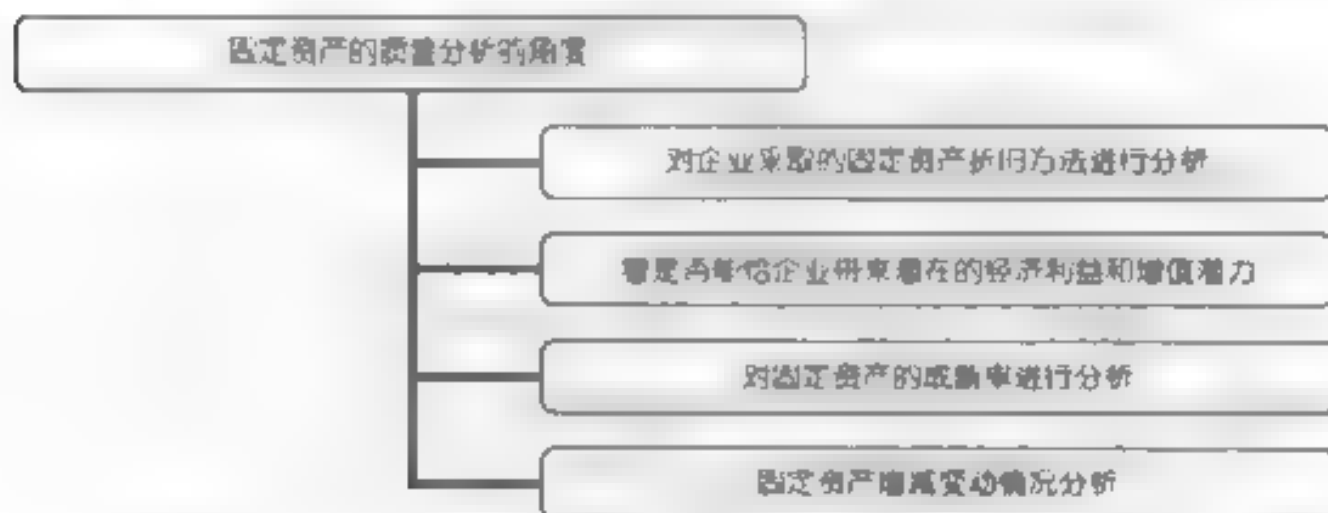 固定资产的质量分析的角度
对企业采取的固定资产折旧方法进行分析
看是否能给企业带来潜在的经济利益和增值潜力
对固定资产的成新率进行分析
固定资产增减变动情况分析